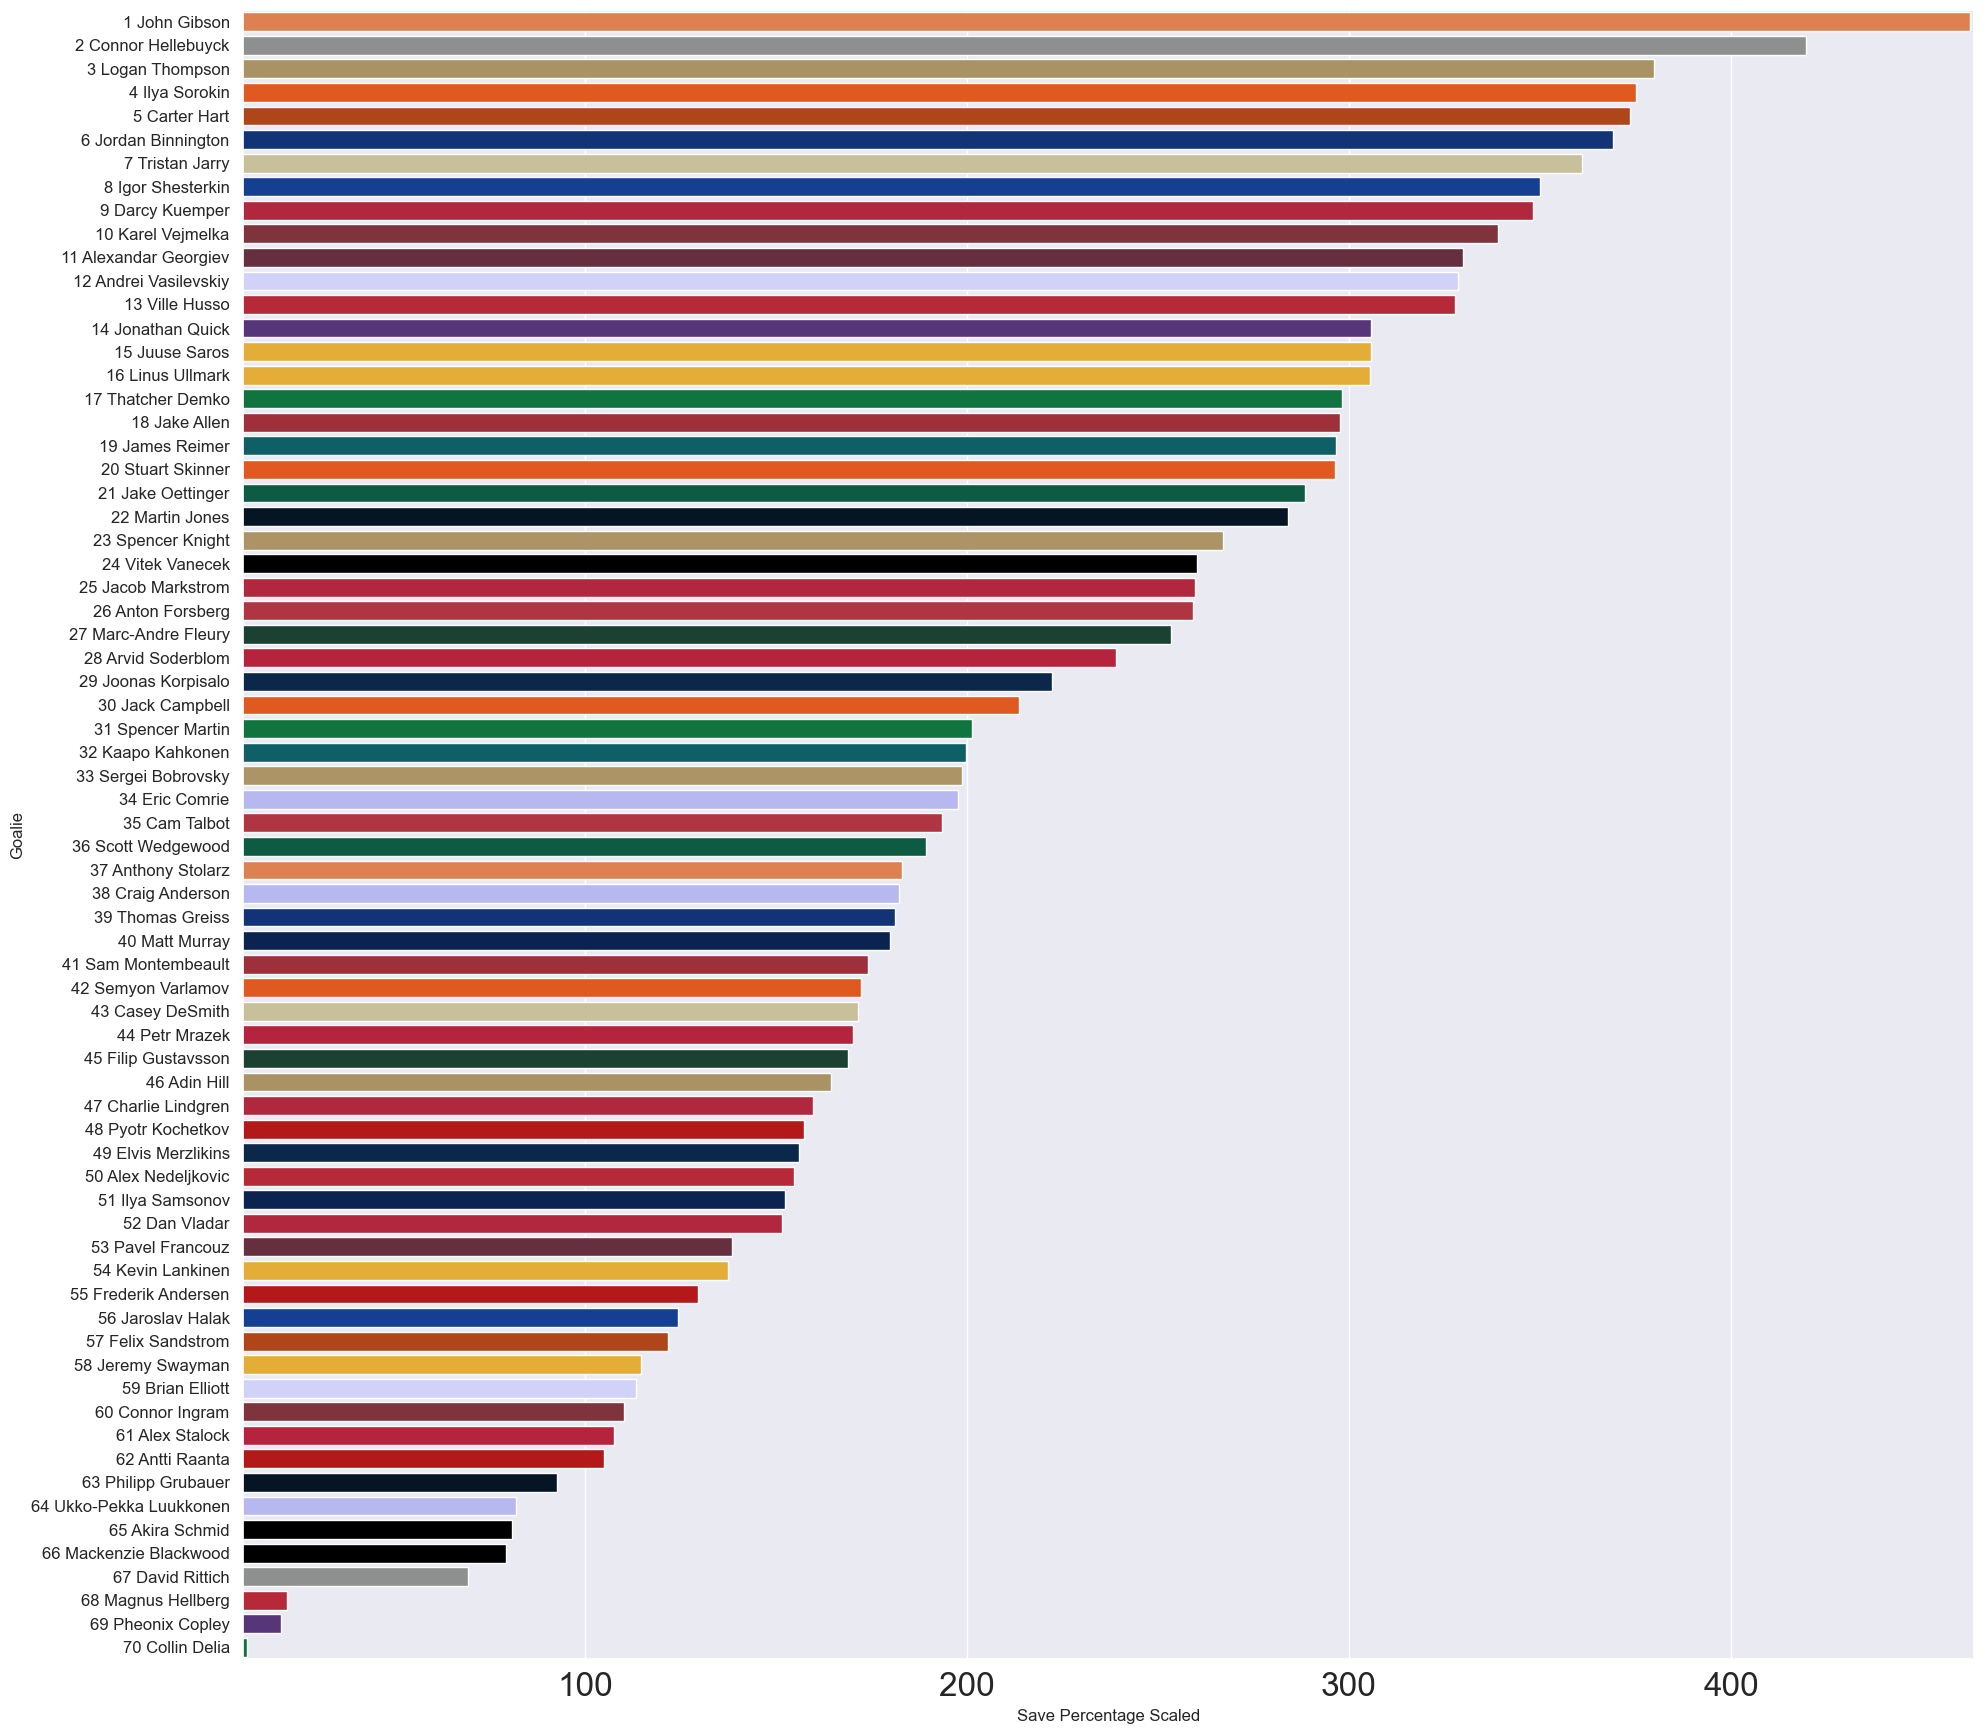 1 John Gibson
2 Connor Hellebuyck
3 Logan Thompson
4 Ilya Sorokin
5 Carter Hart
6 Jordan Binnington
7 Tristan Jarry
8 Igor Shesterkin
9 Darcy Kuemper
10 Karel Vejmelka
11 Alexandar Georgiev
12 Andrei Vasilevskiy
13 Ville Husso
14 Jonathan Quick
15 Juuse Saros
16 Linus Ullmark
17 Thatcher Demko
18 Jake Allen
19 James Reimer
20 Stuart Skinner
21 Jake Oettinger
22 Martin Jones
23 Spencer Knight
24 Vitek Vanecek
25 Jacob Markstrom
26 Anton Forsberg
27 Marc-Andre Fleury
28 Arvid Soderblom
29 Joonas Korpisalo
30 Jack Campbell
31 Spencer Martin
32 Kaapo Kahkonen
33 Sergei Bobrovsky
34 Eric Comrie
35 Cam Talbot
36 Scott Wedgewood
37 Anthony Stolarz
38 Craig Anderson
39 Thomas Greiss
40 Matt Murray
41 Sam Montembeault
42 Semyon Varlamov
43 Casey DeSmith
44 Petr Mrazek
45 Filip Gustavsson
46 Adin Hill
47 Charlie Lindgren
48 Pyotr Kochetkov
49 Elvis Merzlikins
50 Alex Nedeljkovic
51 Ilya Samsonov
52 Dan Vladar
53 Pavel Francouz
54 Kevin Lankinen
55 Frederik Andersen
56 Jaroslav Halak
57 Felix Sandstrom
58 Jeremy Swayman
59 Brian Elliott
60 Connor Ingram
61 Alex Stalock
62 Antti Raanta
63 Philipp Grubauer
64 Ukko-Pekka Luukkonen
65 Akira Schmid
66 Mackenzie Blackwood
67 David Rittich
68 Magnus Hellberg
69 Pheonix Copley
70 Collin Delia
Goalie
100 200 300 400
Save Percentage Scaled